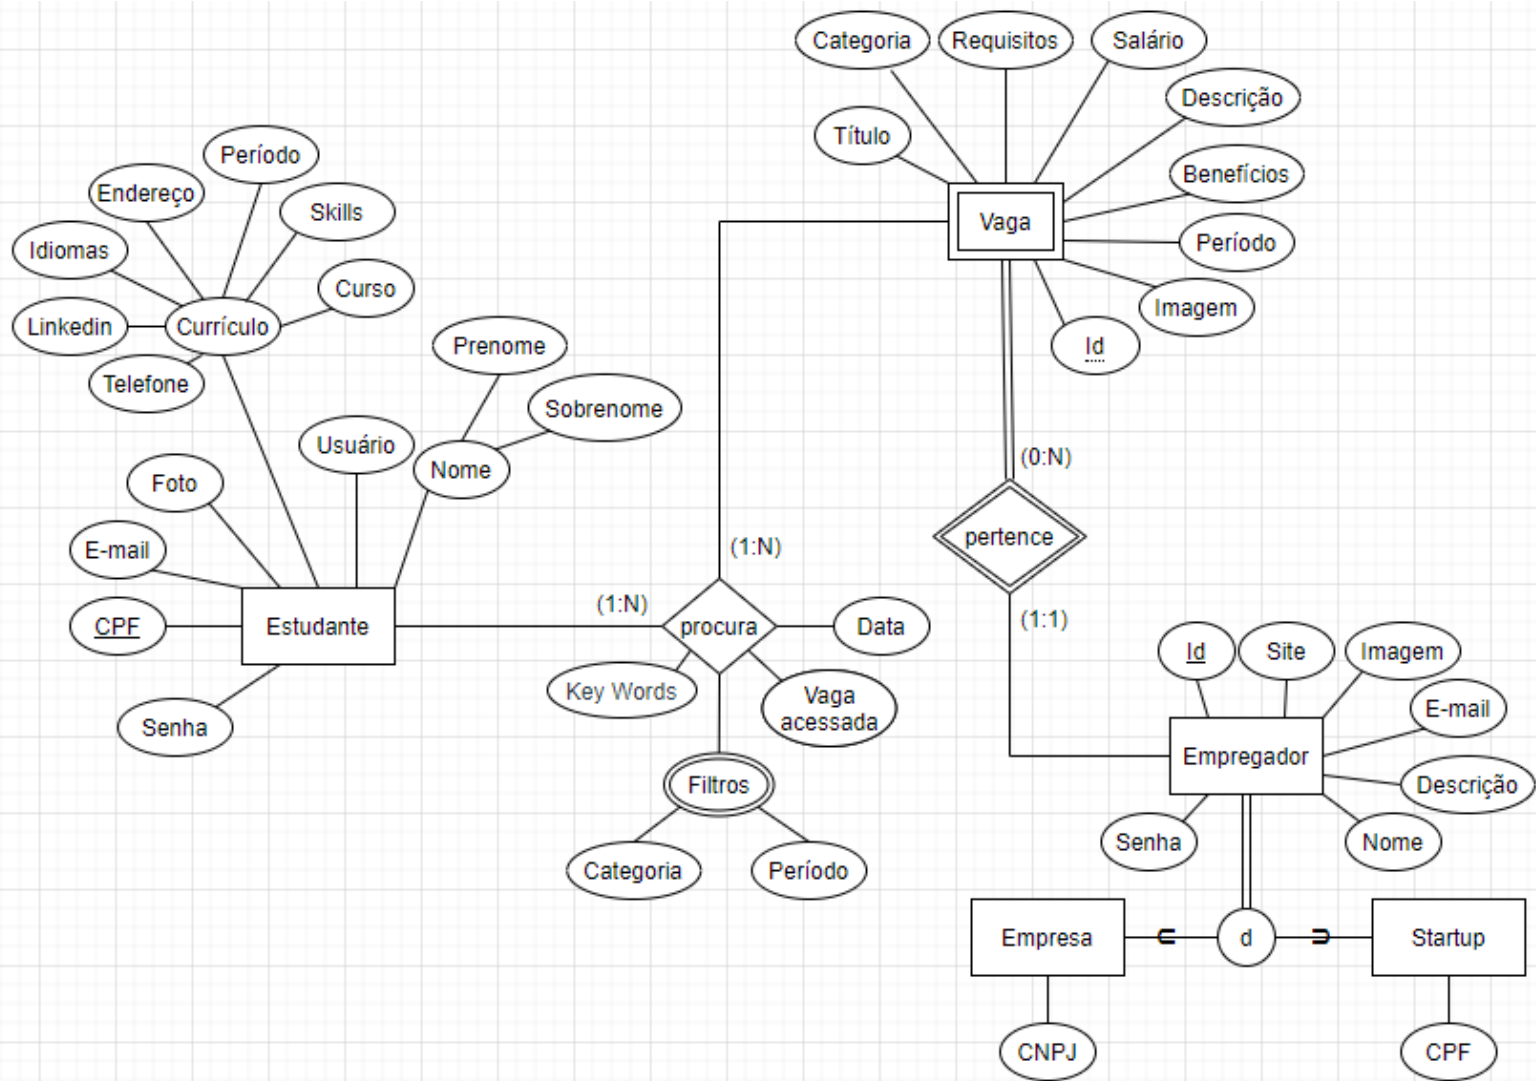 Categoria
Requisitos
Salário
Descrição
Título
Benefícios
Vaga
Período
Imagem
Id
Período
Endereço
Skills
Idiomas
Curso
Linkedin
Currículo
Telefone
Prenome
Sobrenome
Usuário
Nome
Foto
E-mail
CPF
Estudante
Senha
(1:N)
(1:N)
procura
Data
Key Words
Vaga
acessada
Filtros
Categoria
Período
(0:N)
pertence
(1:1)
Id
Site
Imagem
E-mail
Empregador
Descrição
Senha
Nome
Empresa
d
Startup
CNPJ
CPF